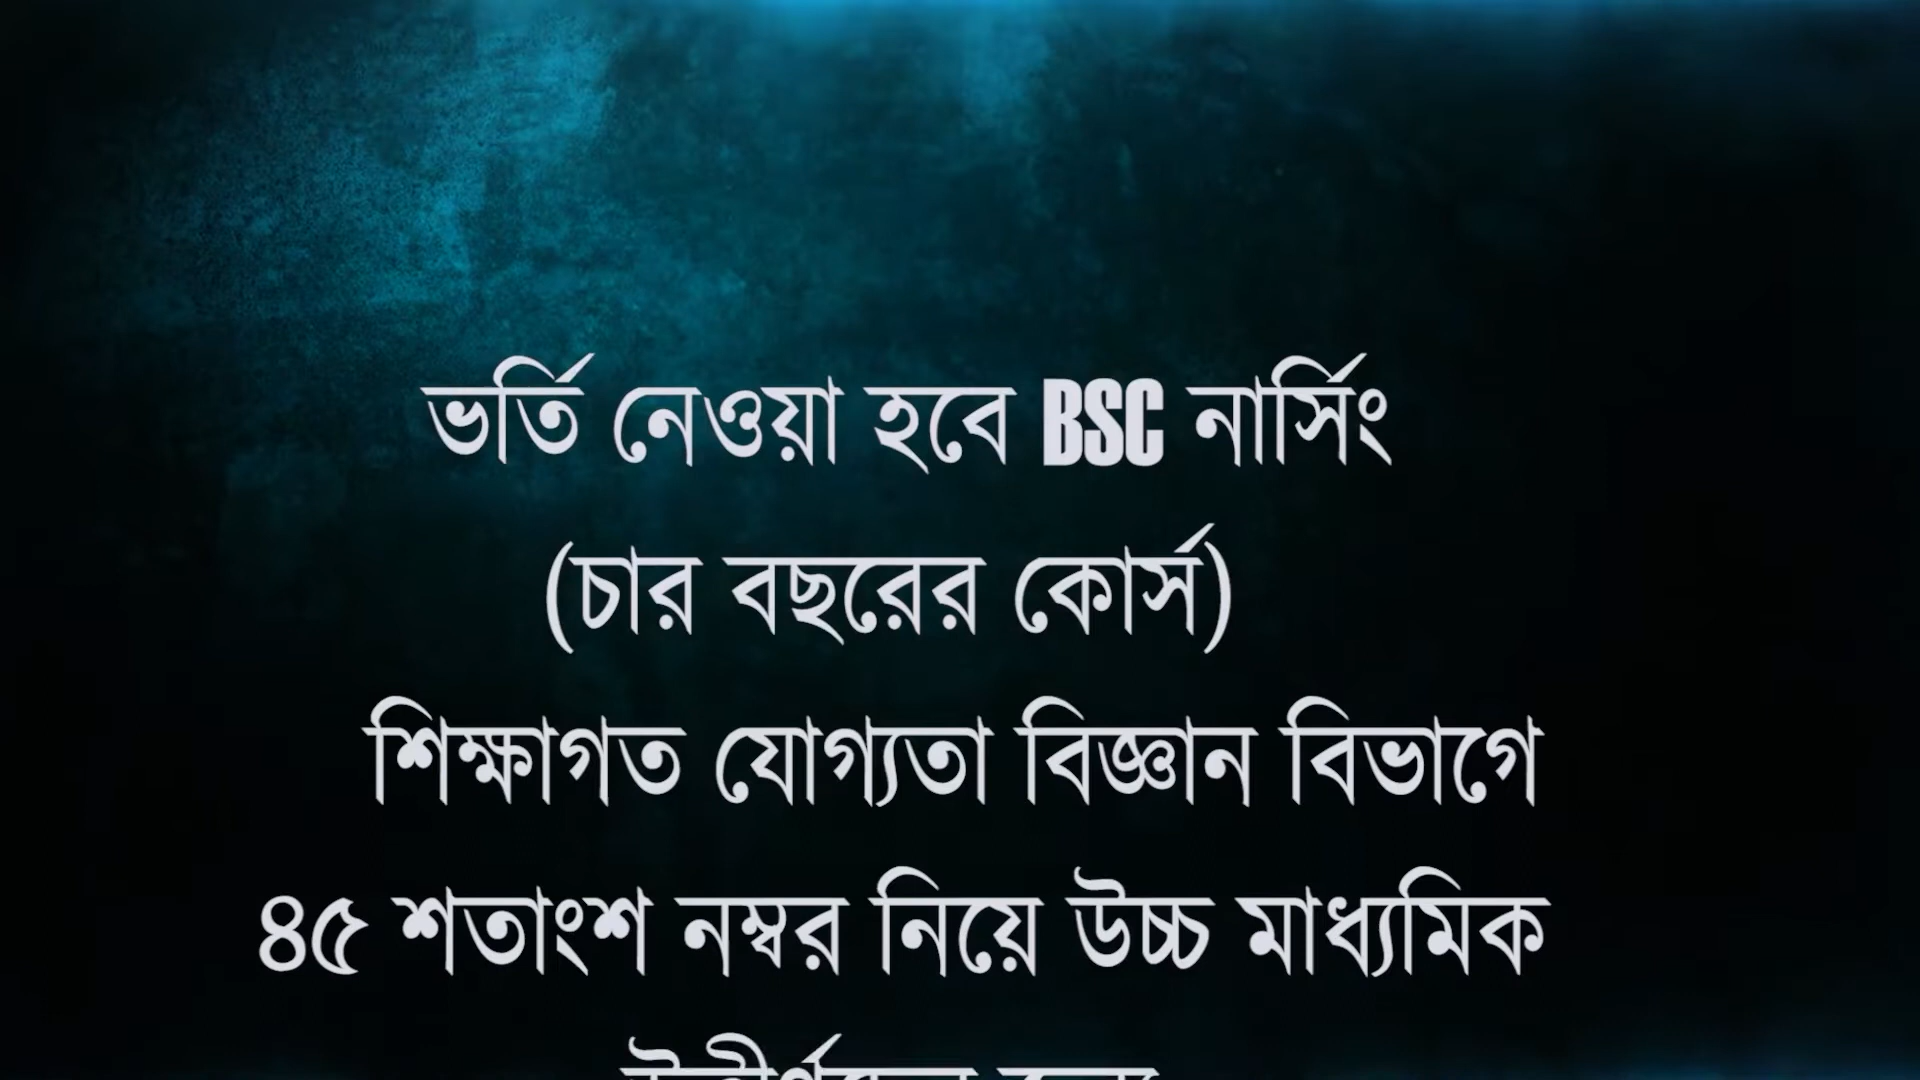 ভর্তি নেওয়া হবে BSC নার্সিং
(চার বছরের কোর্স)
শিক্ষাগত যোগ্যতা বিজ্ঞান বিভাগে
৪৫ শতাংশ নম্বর নিয়ে উচ্চ মাধ্যমিক